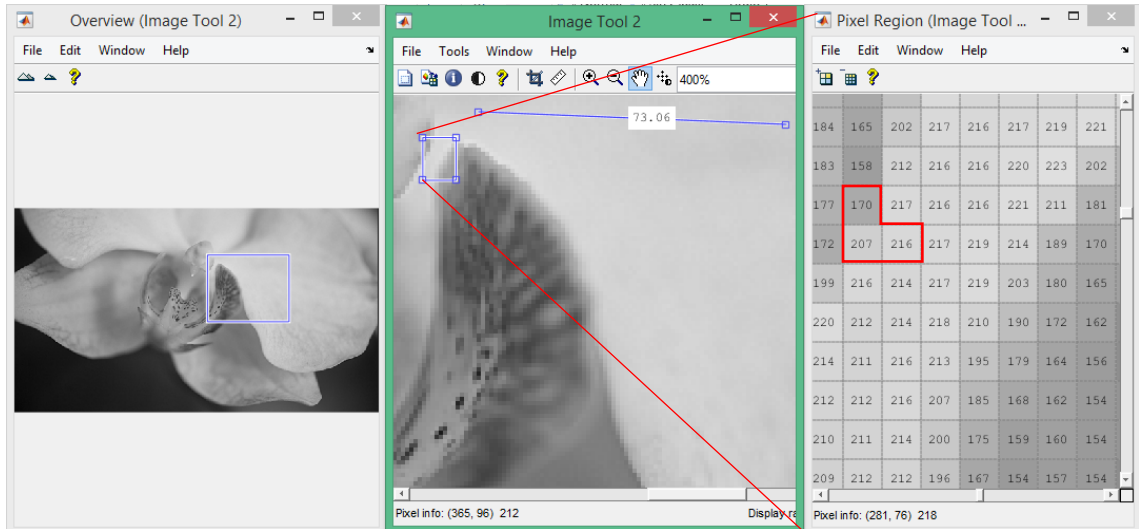 Overview (Image Tool 2)
File Edit Window Help
Image Tool 2
File Tools Window Help
400%
73.06
Pixel info: (365, 96) 212
Display ra
Pixel Region (Image Tool ...
File Edit Window Help
184 165 202 217 216 217 219 221
183 158 212 216 216 220 223 202
177 170 217 216 216 221 211 181
172 207 216 217 219 214 189 170
199 216 214 217 219 203 180 165
220 212 214 218 210 190 172 162
214 211 216 213 195 179 164 156
212 212 216 207 185 168 162 154
210 211 214 200 175 159 160 154
209 212 212 196 167 154 157 154
Pixel info: (281, 76) 218